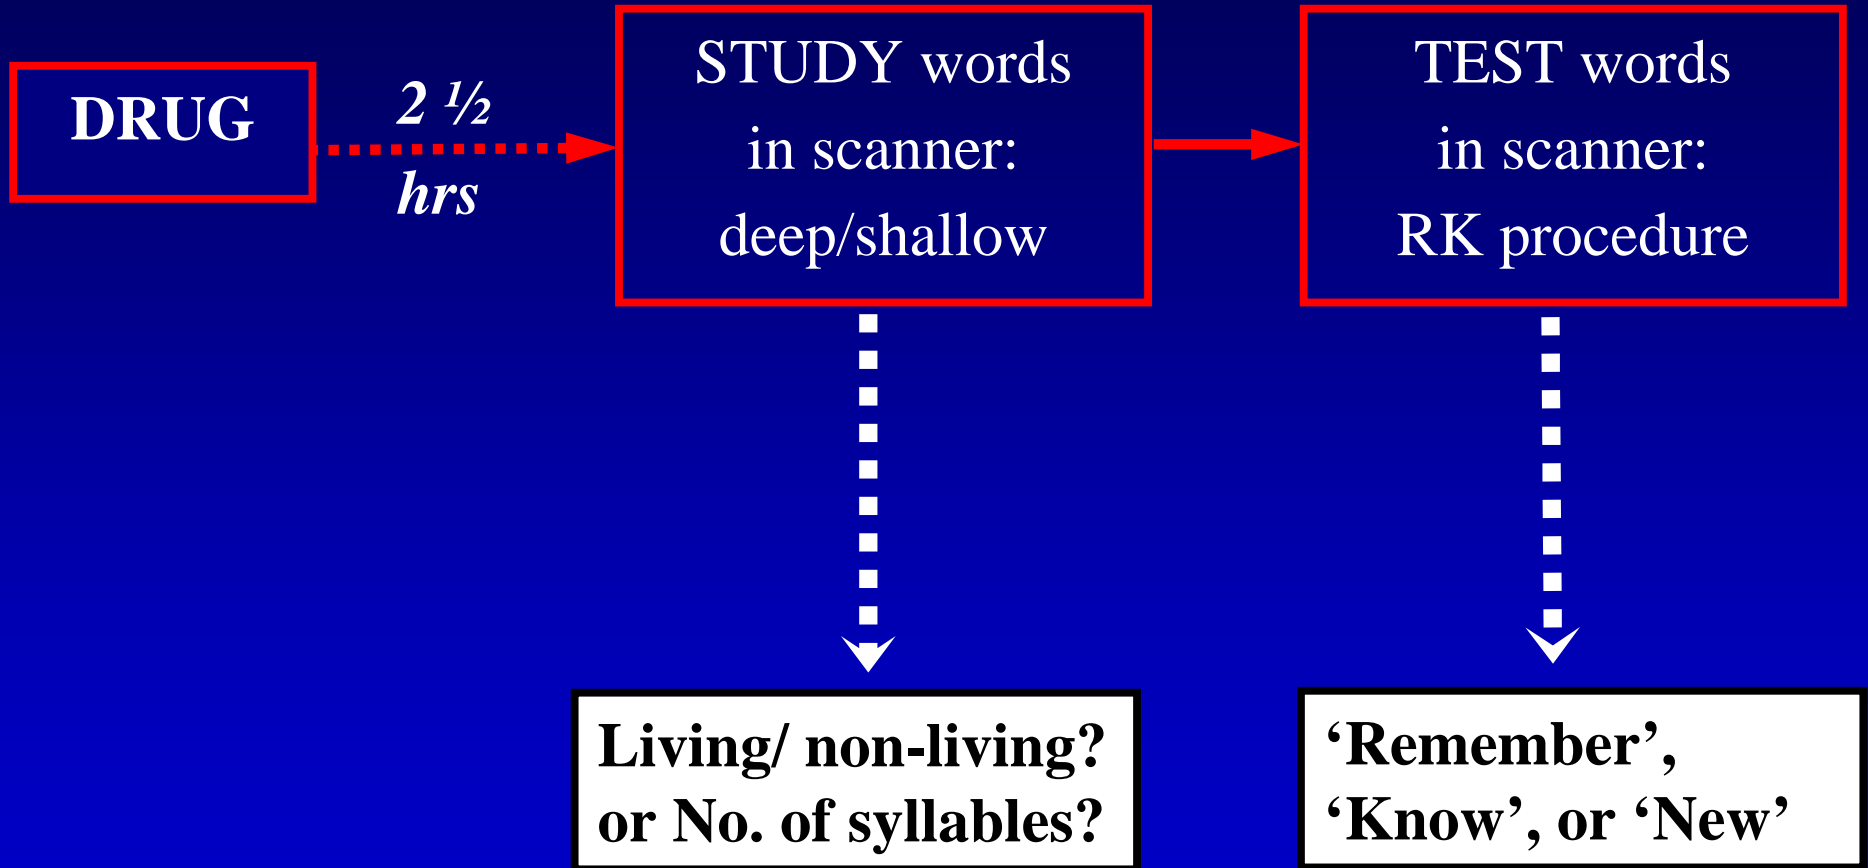 DRUG
2 ½
hrs
STUDY words
in scanner:
deep/shallow
TEST words
in scanner:
RK procedure
Living/ non-living?
or No. of syllables?
‘Remember’,
‘Know’, or ‘New’